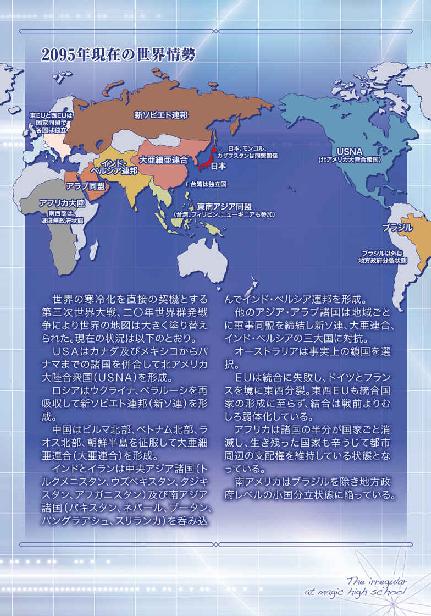 2095年現在の世界情勢
東EUと西EUは
国家同盟で
各国は独立
新ソビエト連邦
USNA
(北アメリカ大陸合衆国)
日本、モンゴル、
カザフスタンは同盟関係
大亜細亜連合
日本
インド・
ペルシア連邦
台湾は独立国
アラブ同盟
東南アジア同盟
(台湾、フィリピン、ニューギニアも参加)
アフリカ大陸
南西部は
無政府状態
ブラジル
ブラジル以外は
地方政府分裂状態
世界の寒冷化を直接の契機とする
第三次世界大戦、二〇年世界群発戦
争により世界の地図は大きく塗り替え
られた。現在の状況は以下のとおり。
USAはカナダ及びメキシコからパ
ナマまでの諸国を併合して北アメリカ
大陸合衆国(USNA)を形成。
ロシアはウクライナ、ベラルーシを再
吸収して新ソビエト連邦(新ソ連)を形
成。
中国はビルマ北部、ベトナム北部、ラ
オス北部、朝鮮半島を征服して大亜細
亜連合(大亜連合)を形成。
インドとイランは中央アジア諸国(ト
ルクメニスタン、ウズベキスタン、タジキ
スタン、アフガニスタン)及び南アジア
諸国(パキスタン、ネパール、ブータン、
バングラデシュ、スリランカ)を呑み込
んでインド・ペルシア連邦を形成。
他のアジア・アラブ諸国は地域ごと
に軍事同盟を締結し新ソ連、大亜連合、
インド・ペルシアの三大国に対抗。
オーストラリアは事実上の鎖国を選
択。
EUは統合に失敗し、ドイツとフラン
スを境に東西分裂。東西EUも統合国
家の形成に至らず、結合は戦前よりむ
しろ弱体化している。
アフリカは諸国の半分が国家ごと消
滅し、生き残った国家も辛うじて都市
周辺の支配権を維持している状態とな
っている。
南アメリカはブラジルを除き地方政
府レベルの小国分立状態に陥っている。
The irregular
at magic high school